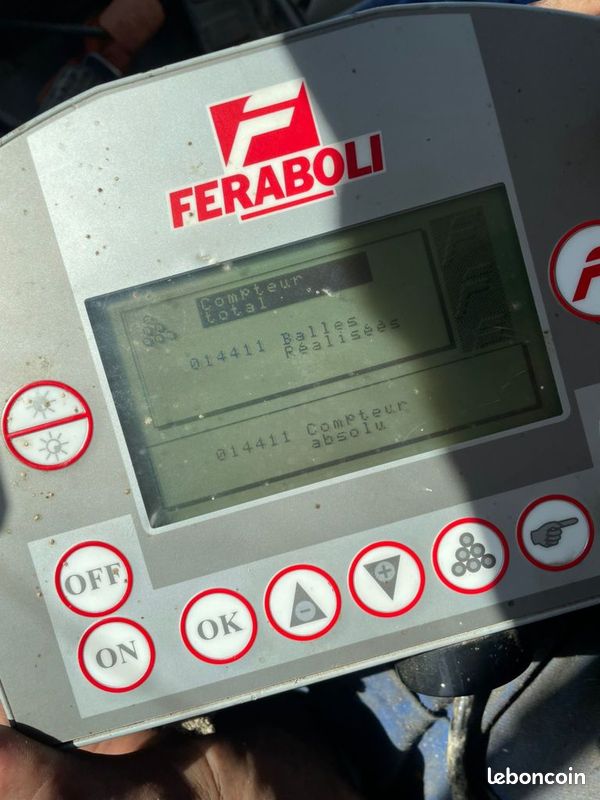 FERABOLI
Compteur
total
014411 Balles
Réalisées
014411 Compteur
absolu
OFF
ON
OK
leboncoin